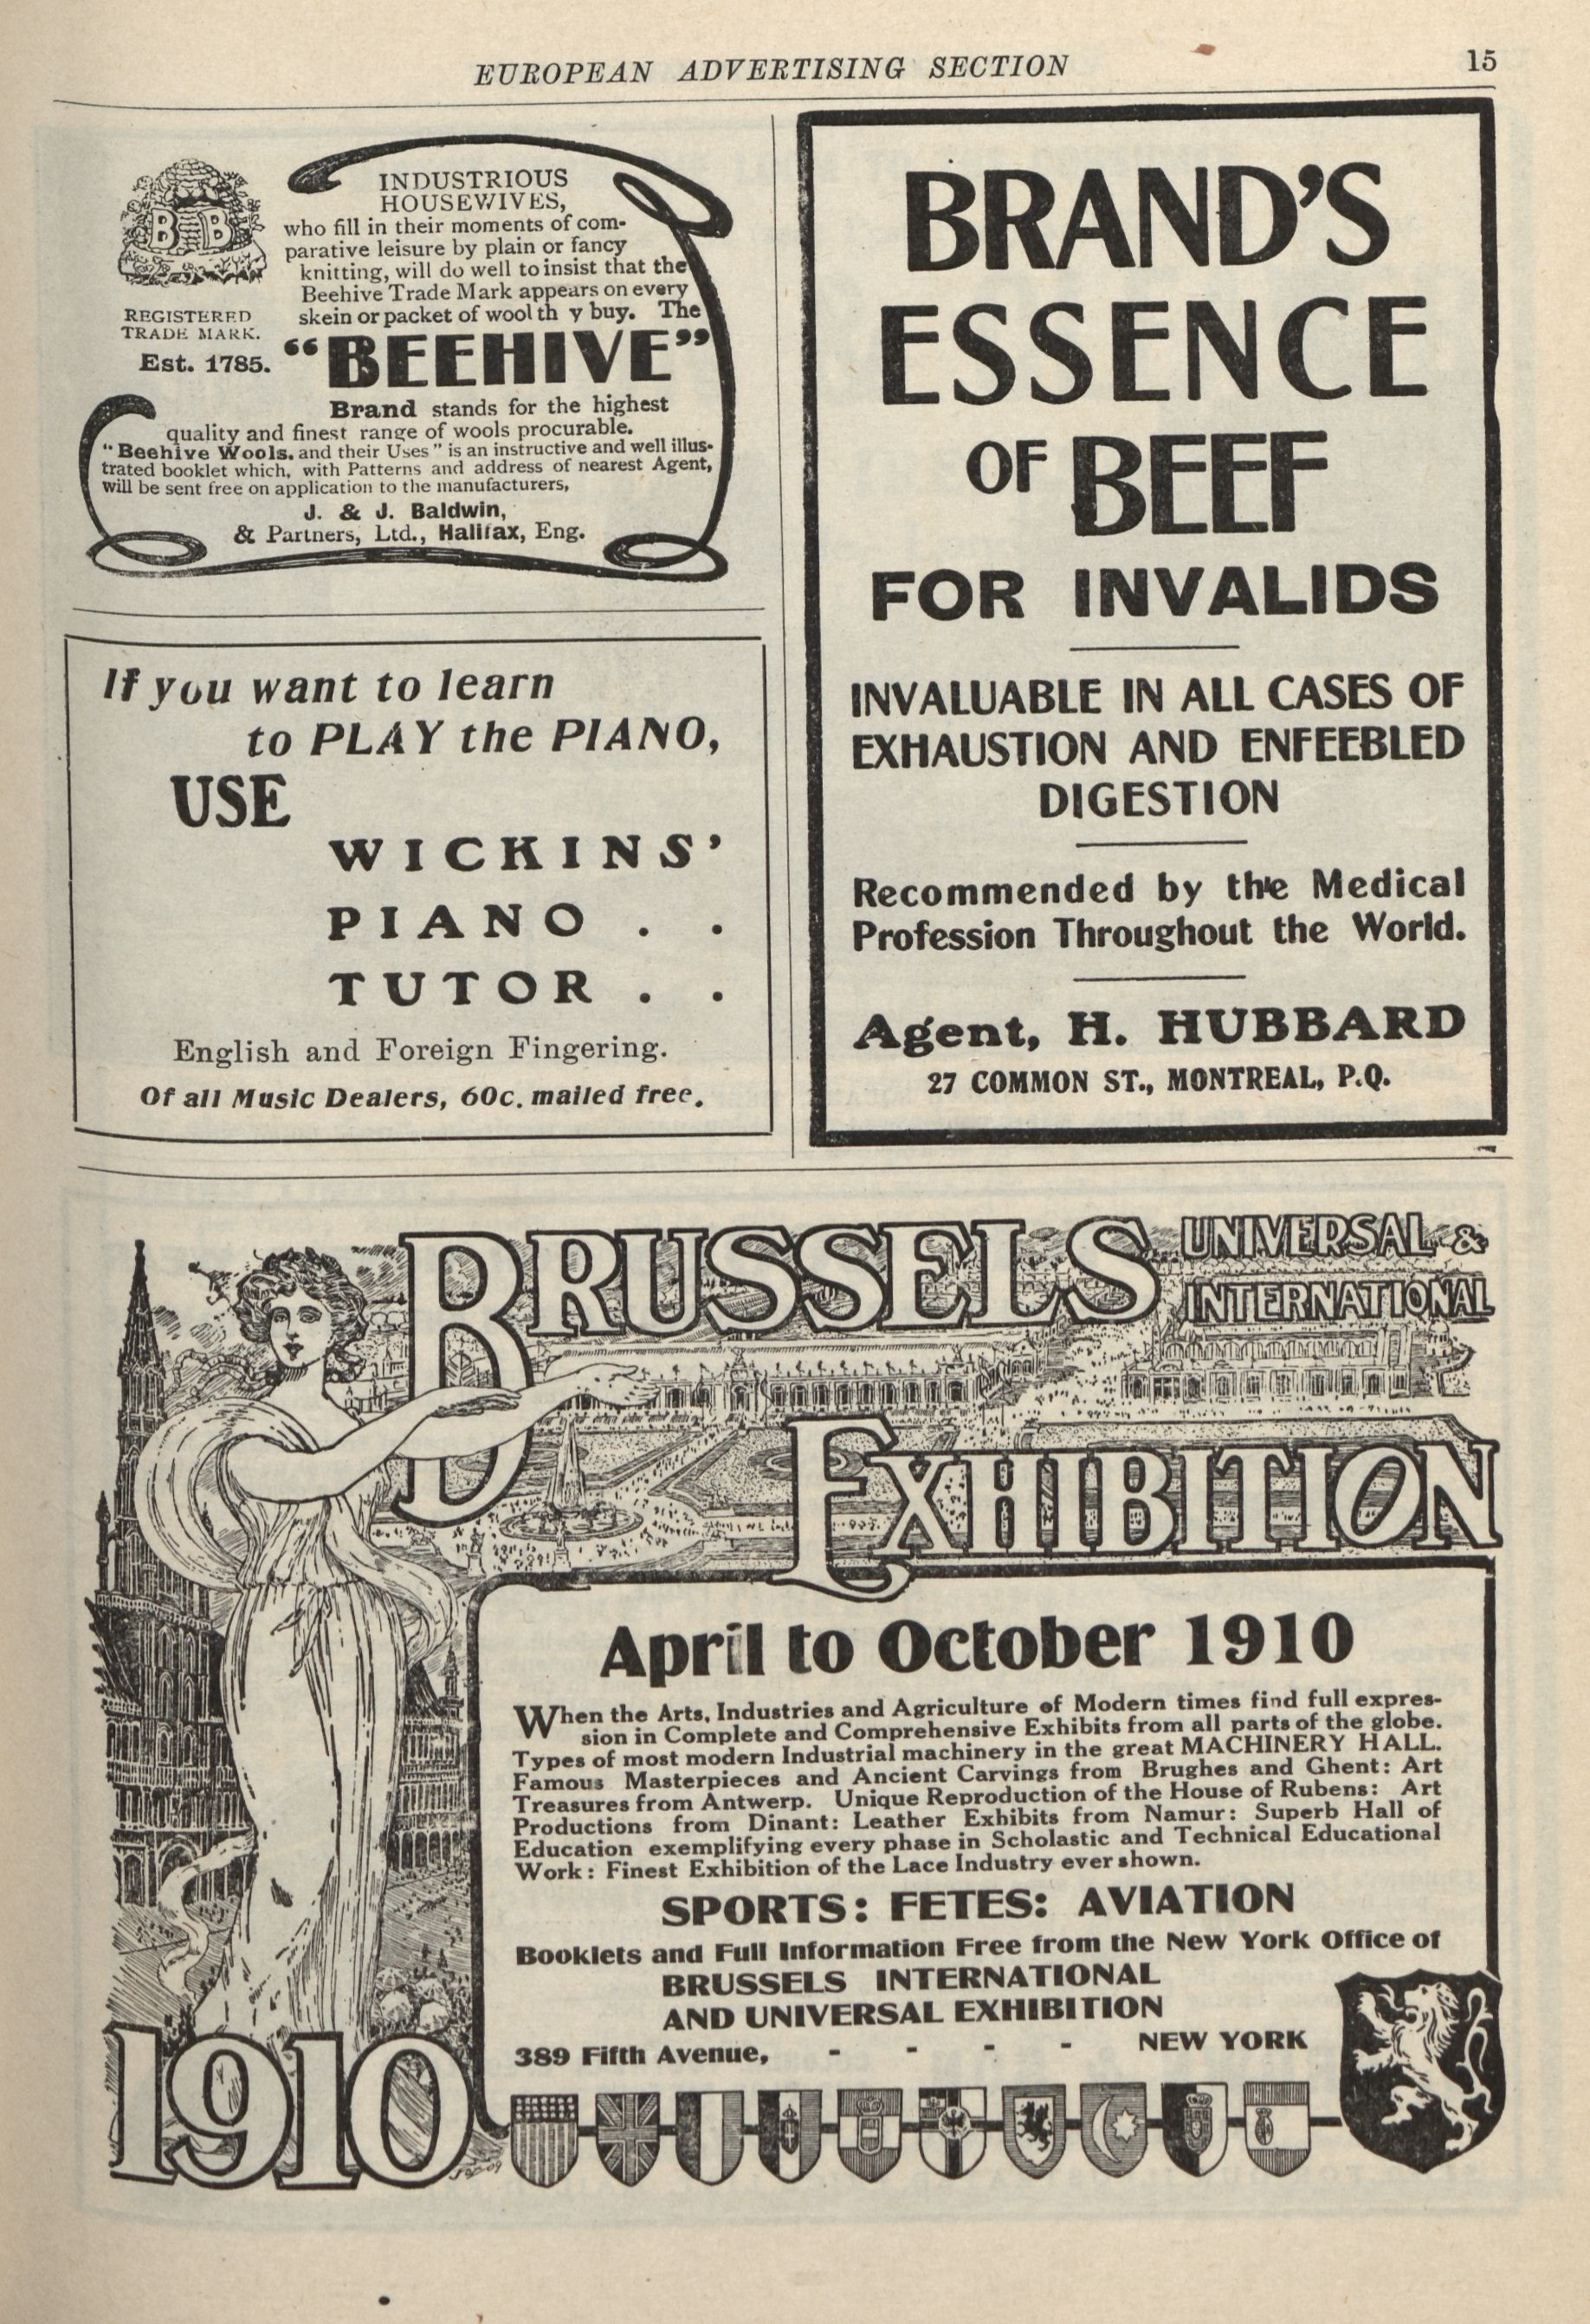 EUROPEAN ADVERTISING SECTION
15
B B
REGISTERED
TRADE MARK.
Est. 1785.
INDUSTRIOUS
HOUSEWIVES,
who fill in their moments of com-
parative leisure by plain or fancy
knitting, will do well to insist that the
Beehive Trade Mark appears on every
skein or packet of wool th y buy. The
"BEEHIVE"
Brand stands for the highest
quality and finest range of wools procurable.
"Beehive Wools, and their Uses" is an instructive and well illus-
trated booklet which, with Patterns and address of nearest Agent,
will be sent free on application to the manufacturers,
J. & J. Baldwin,
& Partners, Ltd., Halifax, Eng.
If you want to learn
to PLAY the PIANO,
USE
WICKINS'
PIANO . .
TUTOR . .
English and Foreign Fingering.
Of all Music Dealers, 60c. mailed free.
BRAND'S
ESSENCE
OF BEEF
FOR INVALIDS
INVALUABLE IN ALL CASES OF
EXHAUSTION AND ENFEEBLED
DIGESTION
Recommended by the Medical
Profession Throughout the World.
Agent, H. HUBBARD
27 COMMON ST., MONTREAL, P.Q.
BRUSSELS UNIVERSAL &
INTERNATIONAL
EXHIBITION
April to October 1910
When the Arts, Industries and Agriculture of Modern times find full expres-
sion in Complete and Comprehensive Exhibits from all parts of the globe.
Types of most modern Industrial machinery in the great MACHINERY HALL.
Famous Masterpieces and Ancient Carvings from Brughes and Ghent: Art
Treasures from Antwerp. Unique Reproduction of the House of Rubens: Art
Productions from Dinant: Leather Exhibits from Namur: Superb Hall of
Education exemplifying every phase in Scholastic and Technical Educational
Work: Finest Exhibition of the Lace Industry ever shown.
SPORTS: FETES: AVIATION
Booklets and Full Information Free from the New York Office of
BRUSSELS INTERNATIONAL
AND UNIVERSAL EXHIBITION
389 Fifth Avenue, - - - - NEW YORK
1910